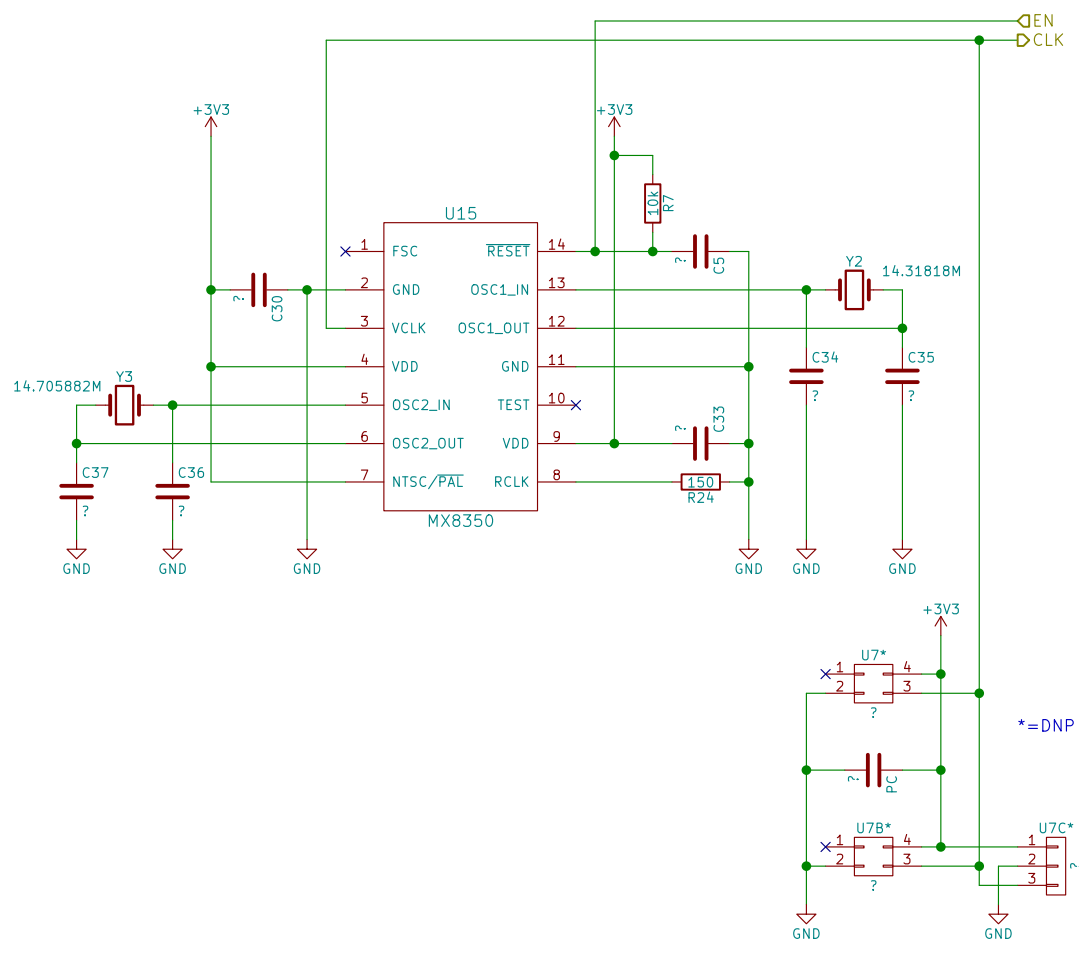 EN
CLK
+3V3
+3V3
10k
R7
U15
1 FSC
RESET 14
? C5
Y2
14.31818M
? C30
2 GND
OSC1_IN 13
3 VCLK
OSC1_OUT 12
4 VDD
GND 11
C34
?
C35
?
Y3
14.705882M
5 OSC2_IN
TEST 10
6 OSC2_OUT
VDD 9
? C33
7 NTSC/PAL
RCLK 8
150
R24
C37
?
C36
?
MX8350
GND
GND
GND
GND
GND
GND
+3V3
U7*
1 4
2 3
?
*=DNP
? PC
U7B*
1 4
2 3
?
U7C*
1
2
3
?
GND
GND